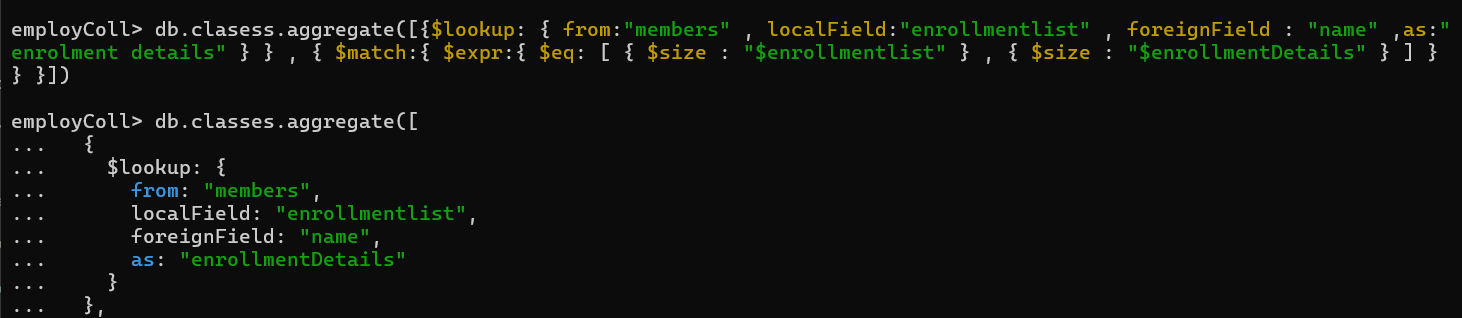 employColl> db.clasess.aggregate([{$lookup: { from:"members" , localField:"enrollmentlist" , foreignField : "name" ,as:"
enrolment details" } } , { $match:{ $expr:{ $eq: [ { $size : "$enrollmentlist" } , { $size : "$enrollmentDetails" } ] }
} }])
employColl> db.classes.aggregate([
...   {
...     $lookup: {
...       from: "members",
...       localField: "enrollmentlist",
...       foreignField: "name",
...       as: "enrollmentDetails"
...     }
...   },